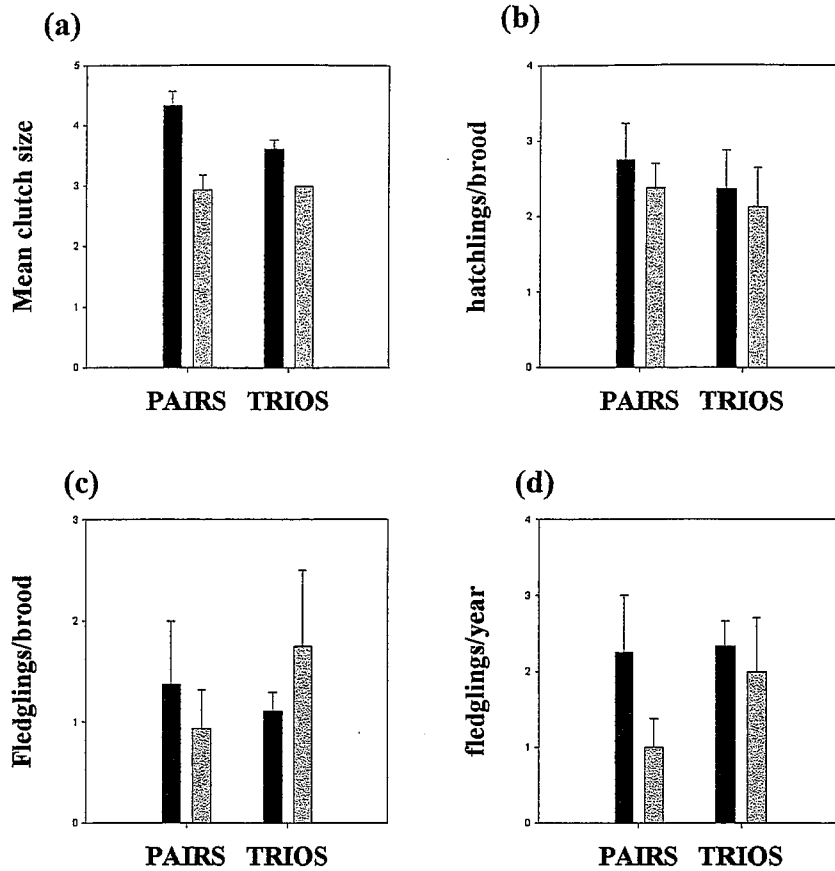 (a)
Mean clutch size
5
4
3
2
1
0
PAIRS TRIOS
(b)
hatchlings/brood
4
3
2
1
0
PAIRS TRIOS
(c)
Fledglings/brood
3
2
1
0
PAIRS TRIOS
(d)
fledglings/year
4
3
2
1
0
PAIRS TRIOS